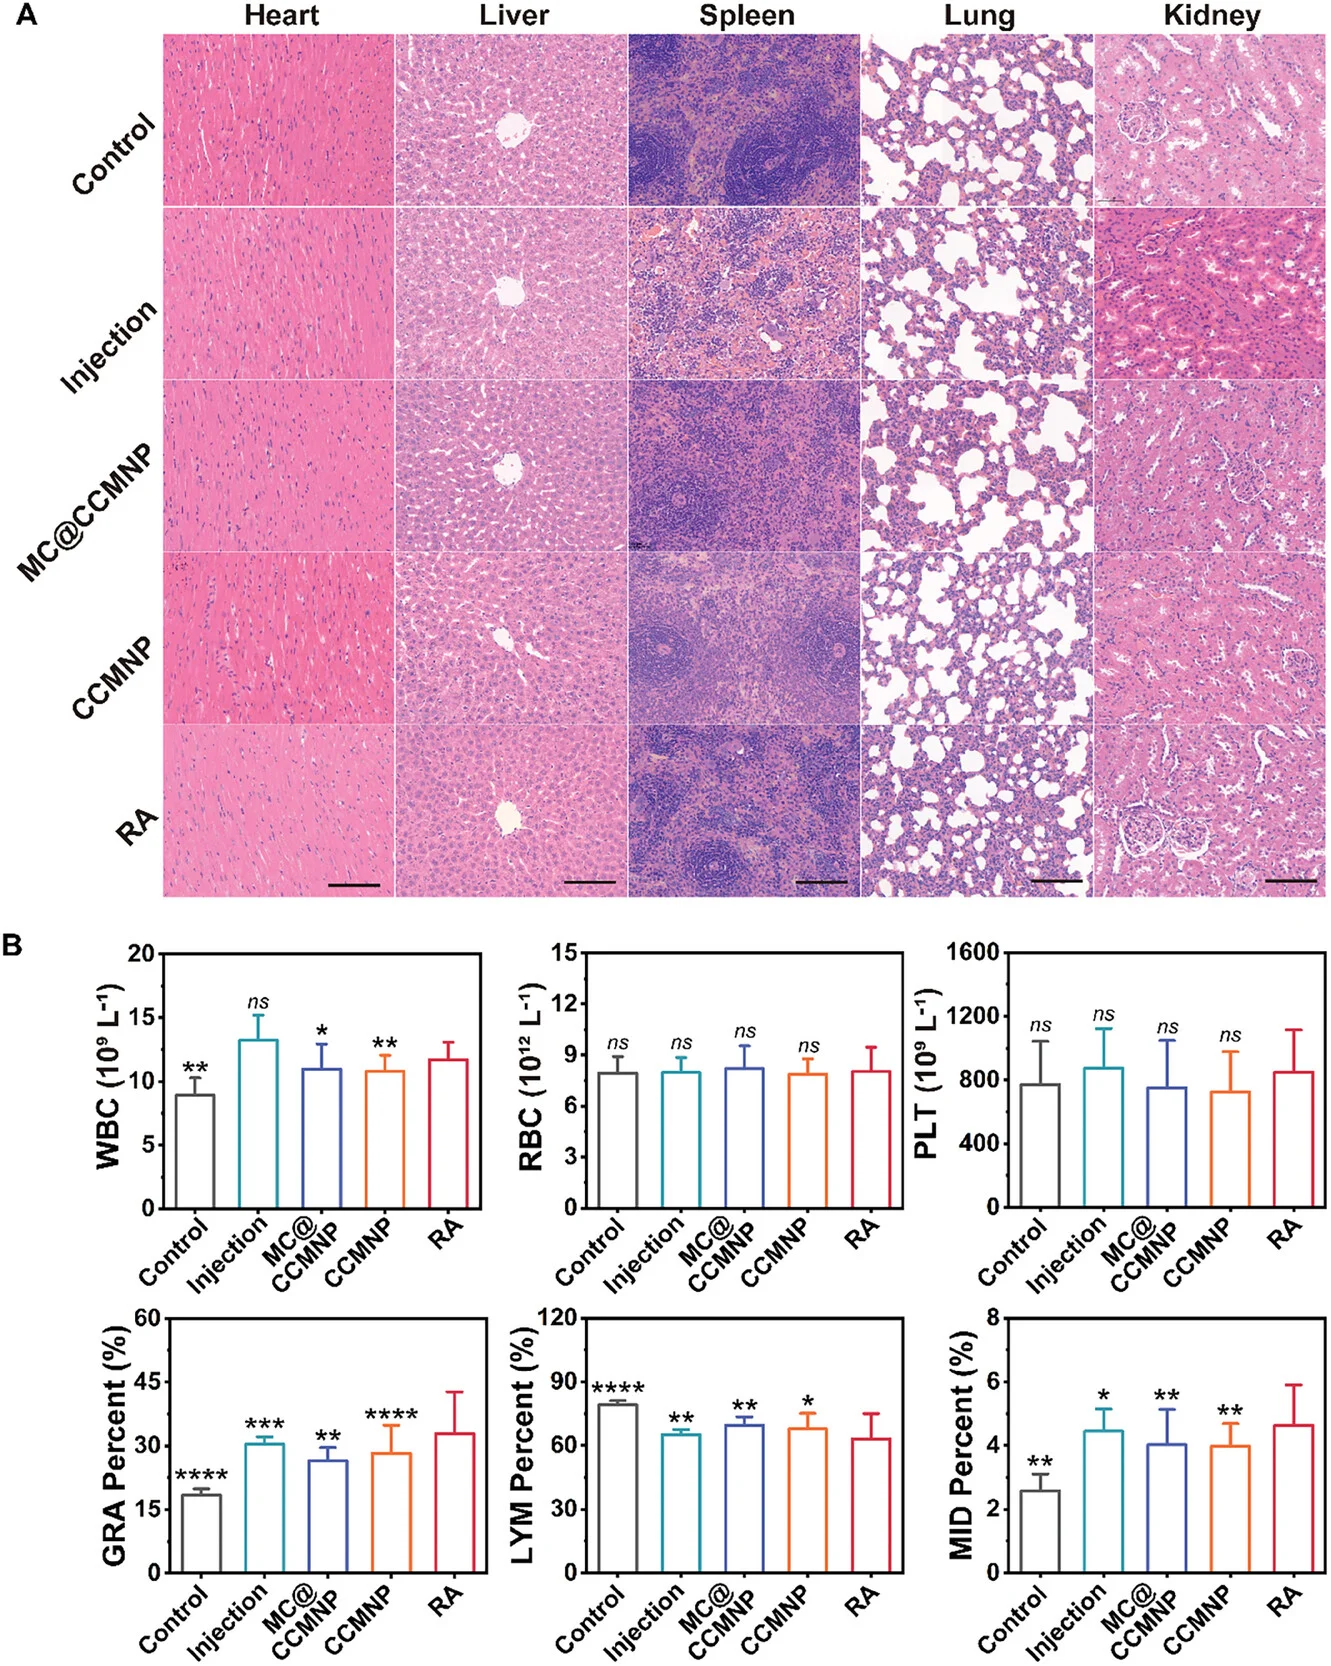 A
Heart Liver Spleen Lung Kidney
Control
Injection
MC@CCMNP
CCMNP
RA
B
WBC (10⁹ L⁻¹)
20
15
10
5
0
** ns * **
Control Injection MC@ CCMNP CCMNP RA
RBC (10¹² L⁻¹)
15
12
9
6
3
0
ns ns ns ns
Control Injection MC@ CCMNP CCMNP RA
PLT (10⁹ L⁻¹)
1600
1200
800
400
0
ns ns ns ns
Control Injection MC@ CCMNP CCMNP RA
GRA Percent (%)
60
45
30
15
0
**** *** ** ****
Control Injection MC@ CCMNP CCMNP RA
LYM Percent (%)
120
90
60
30
0
**** ** ** *
Control Injection MC@ CCMNP CCMNP RA
MID Percent (%)
8
6
4
2
0
** * ** **
Control Injection MC@ CCMNP CCMNP RA